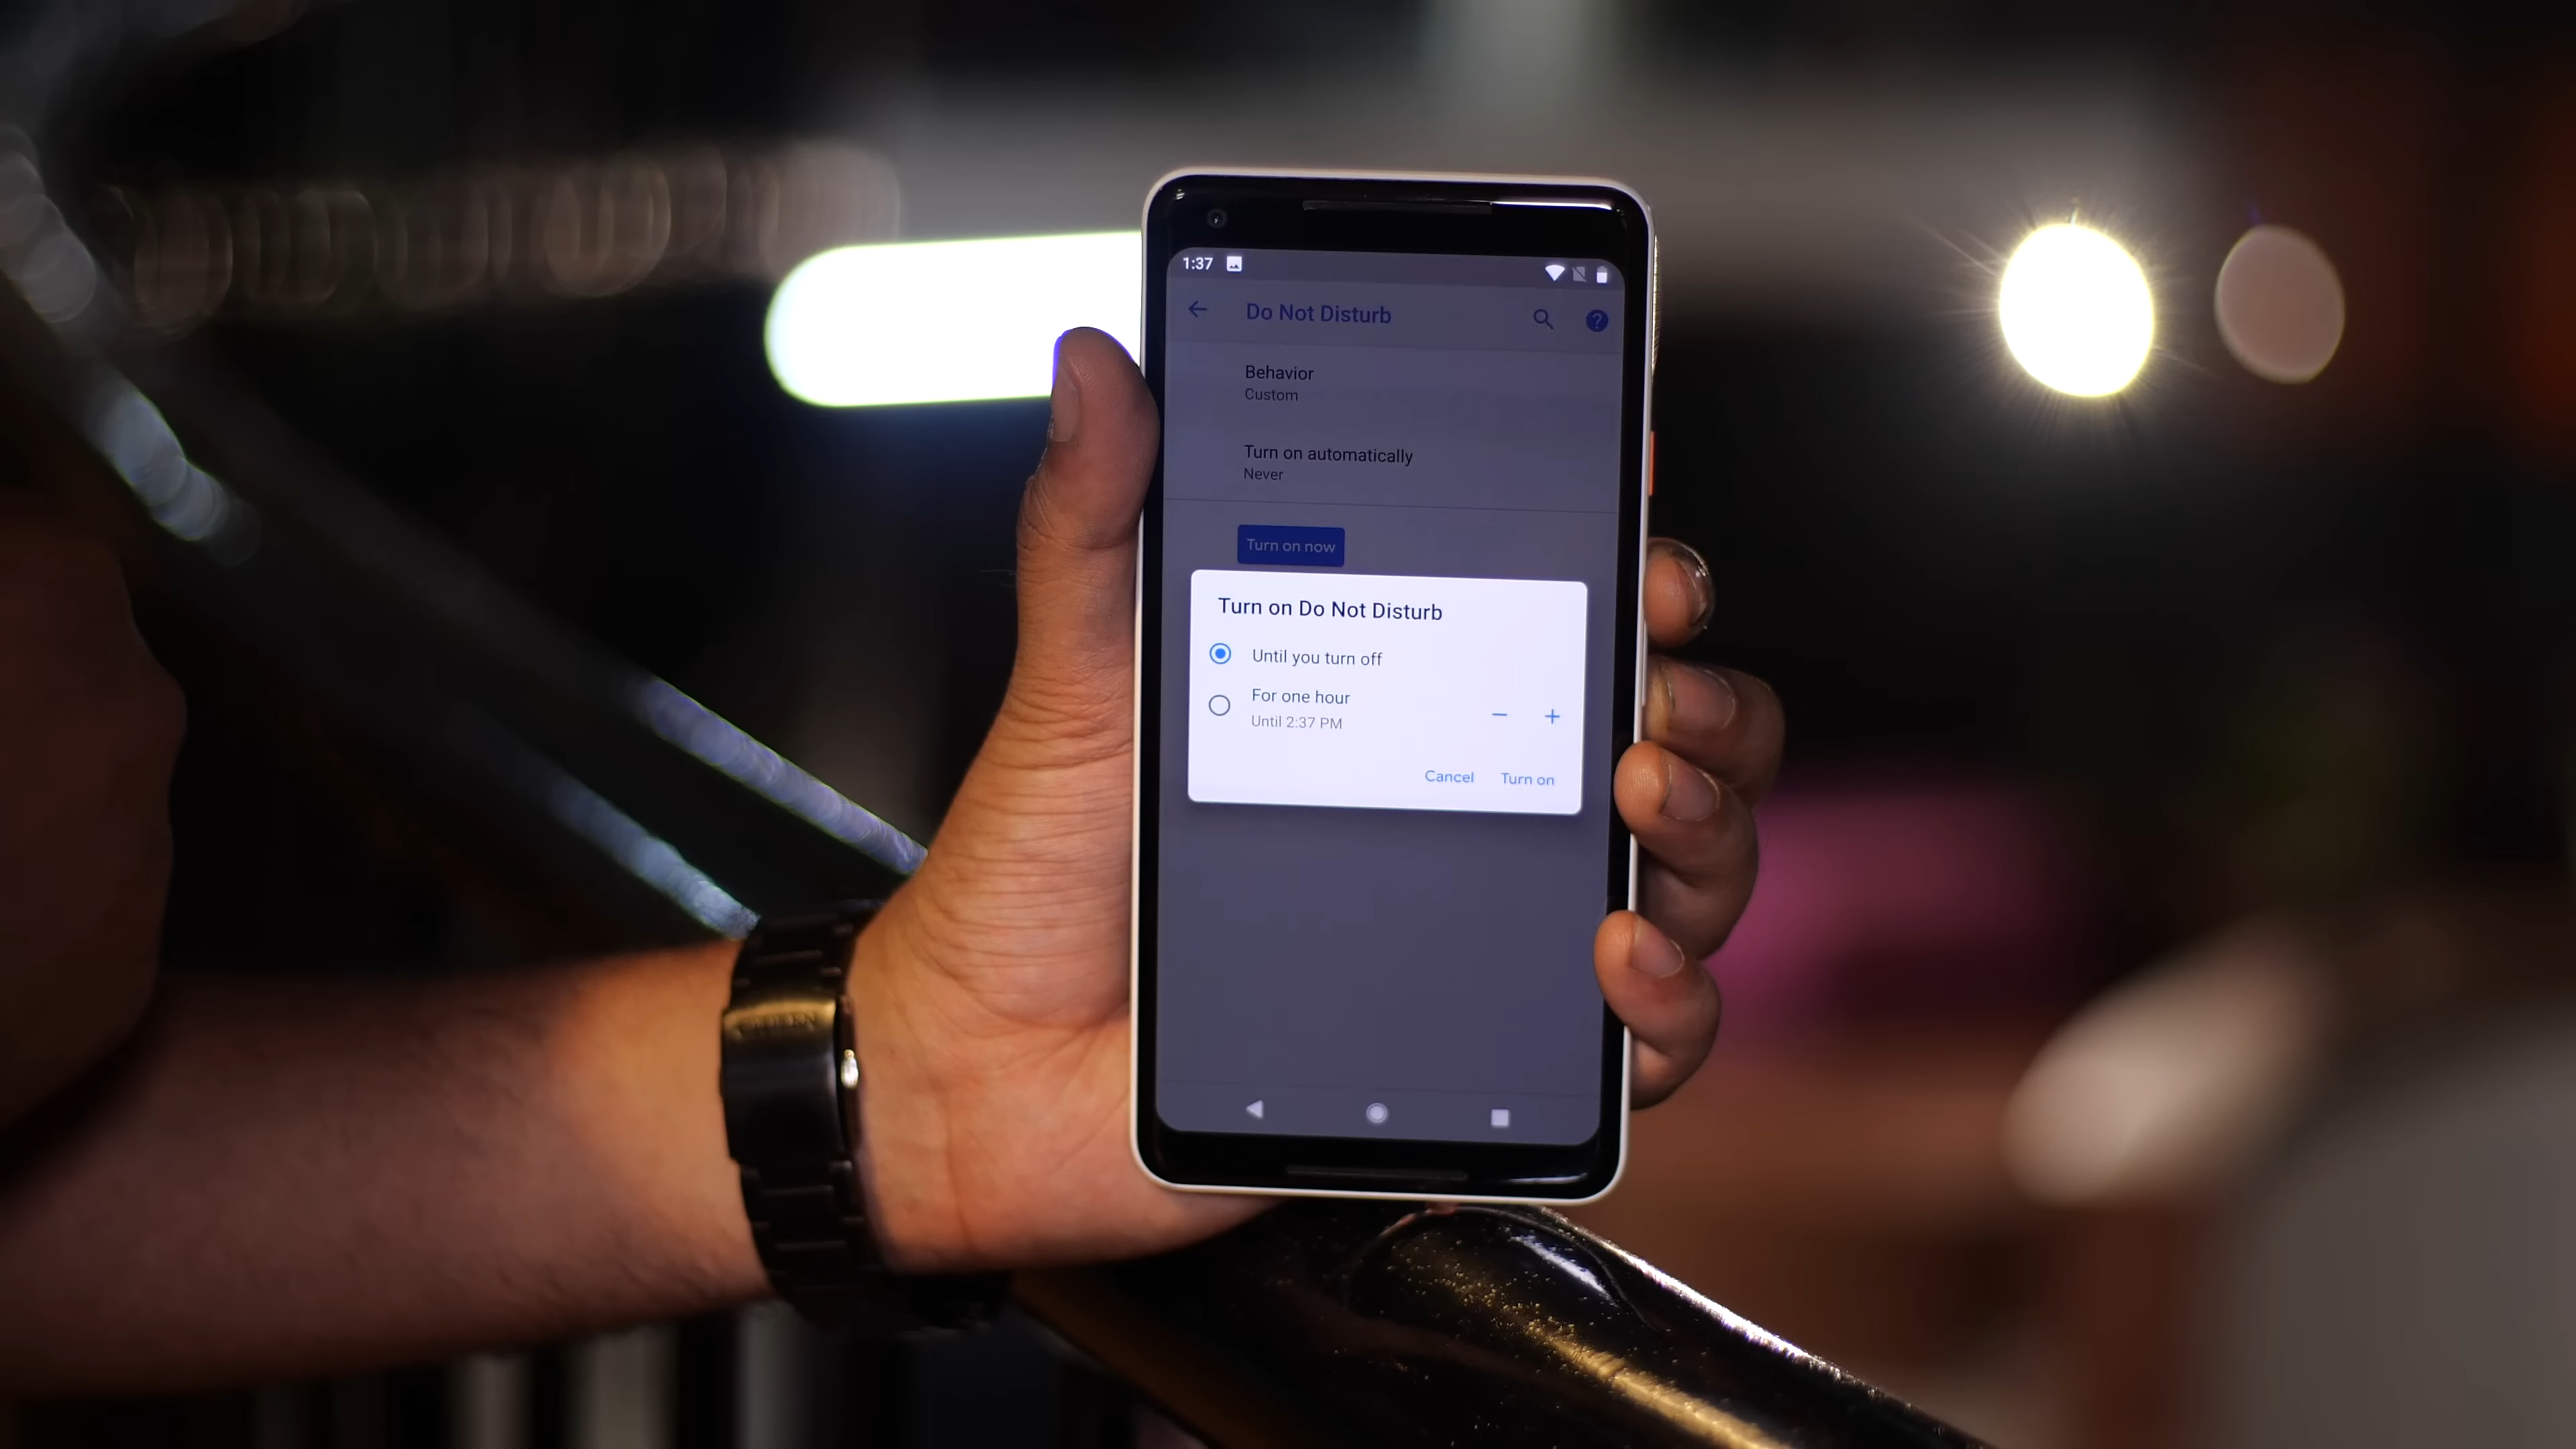 1:37
Do Not Disturb
?
Behavior
Custom
Turn on automatically
Never
Turn on now
Turn on Do Not Disturb
Until you turn off
For one hour
Until 2:37 PM
− +
Cancel Turn on